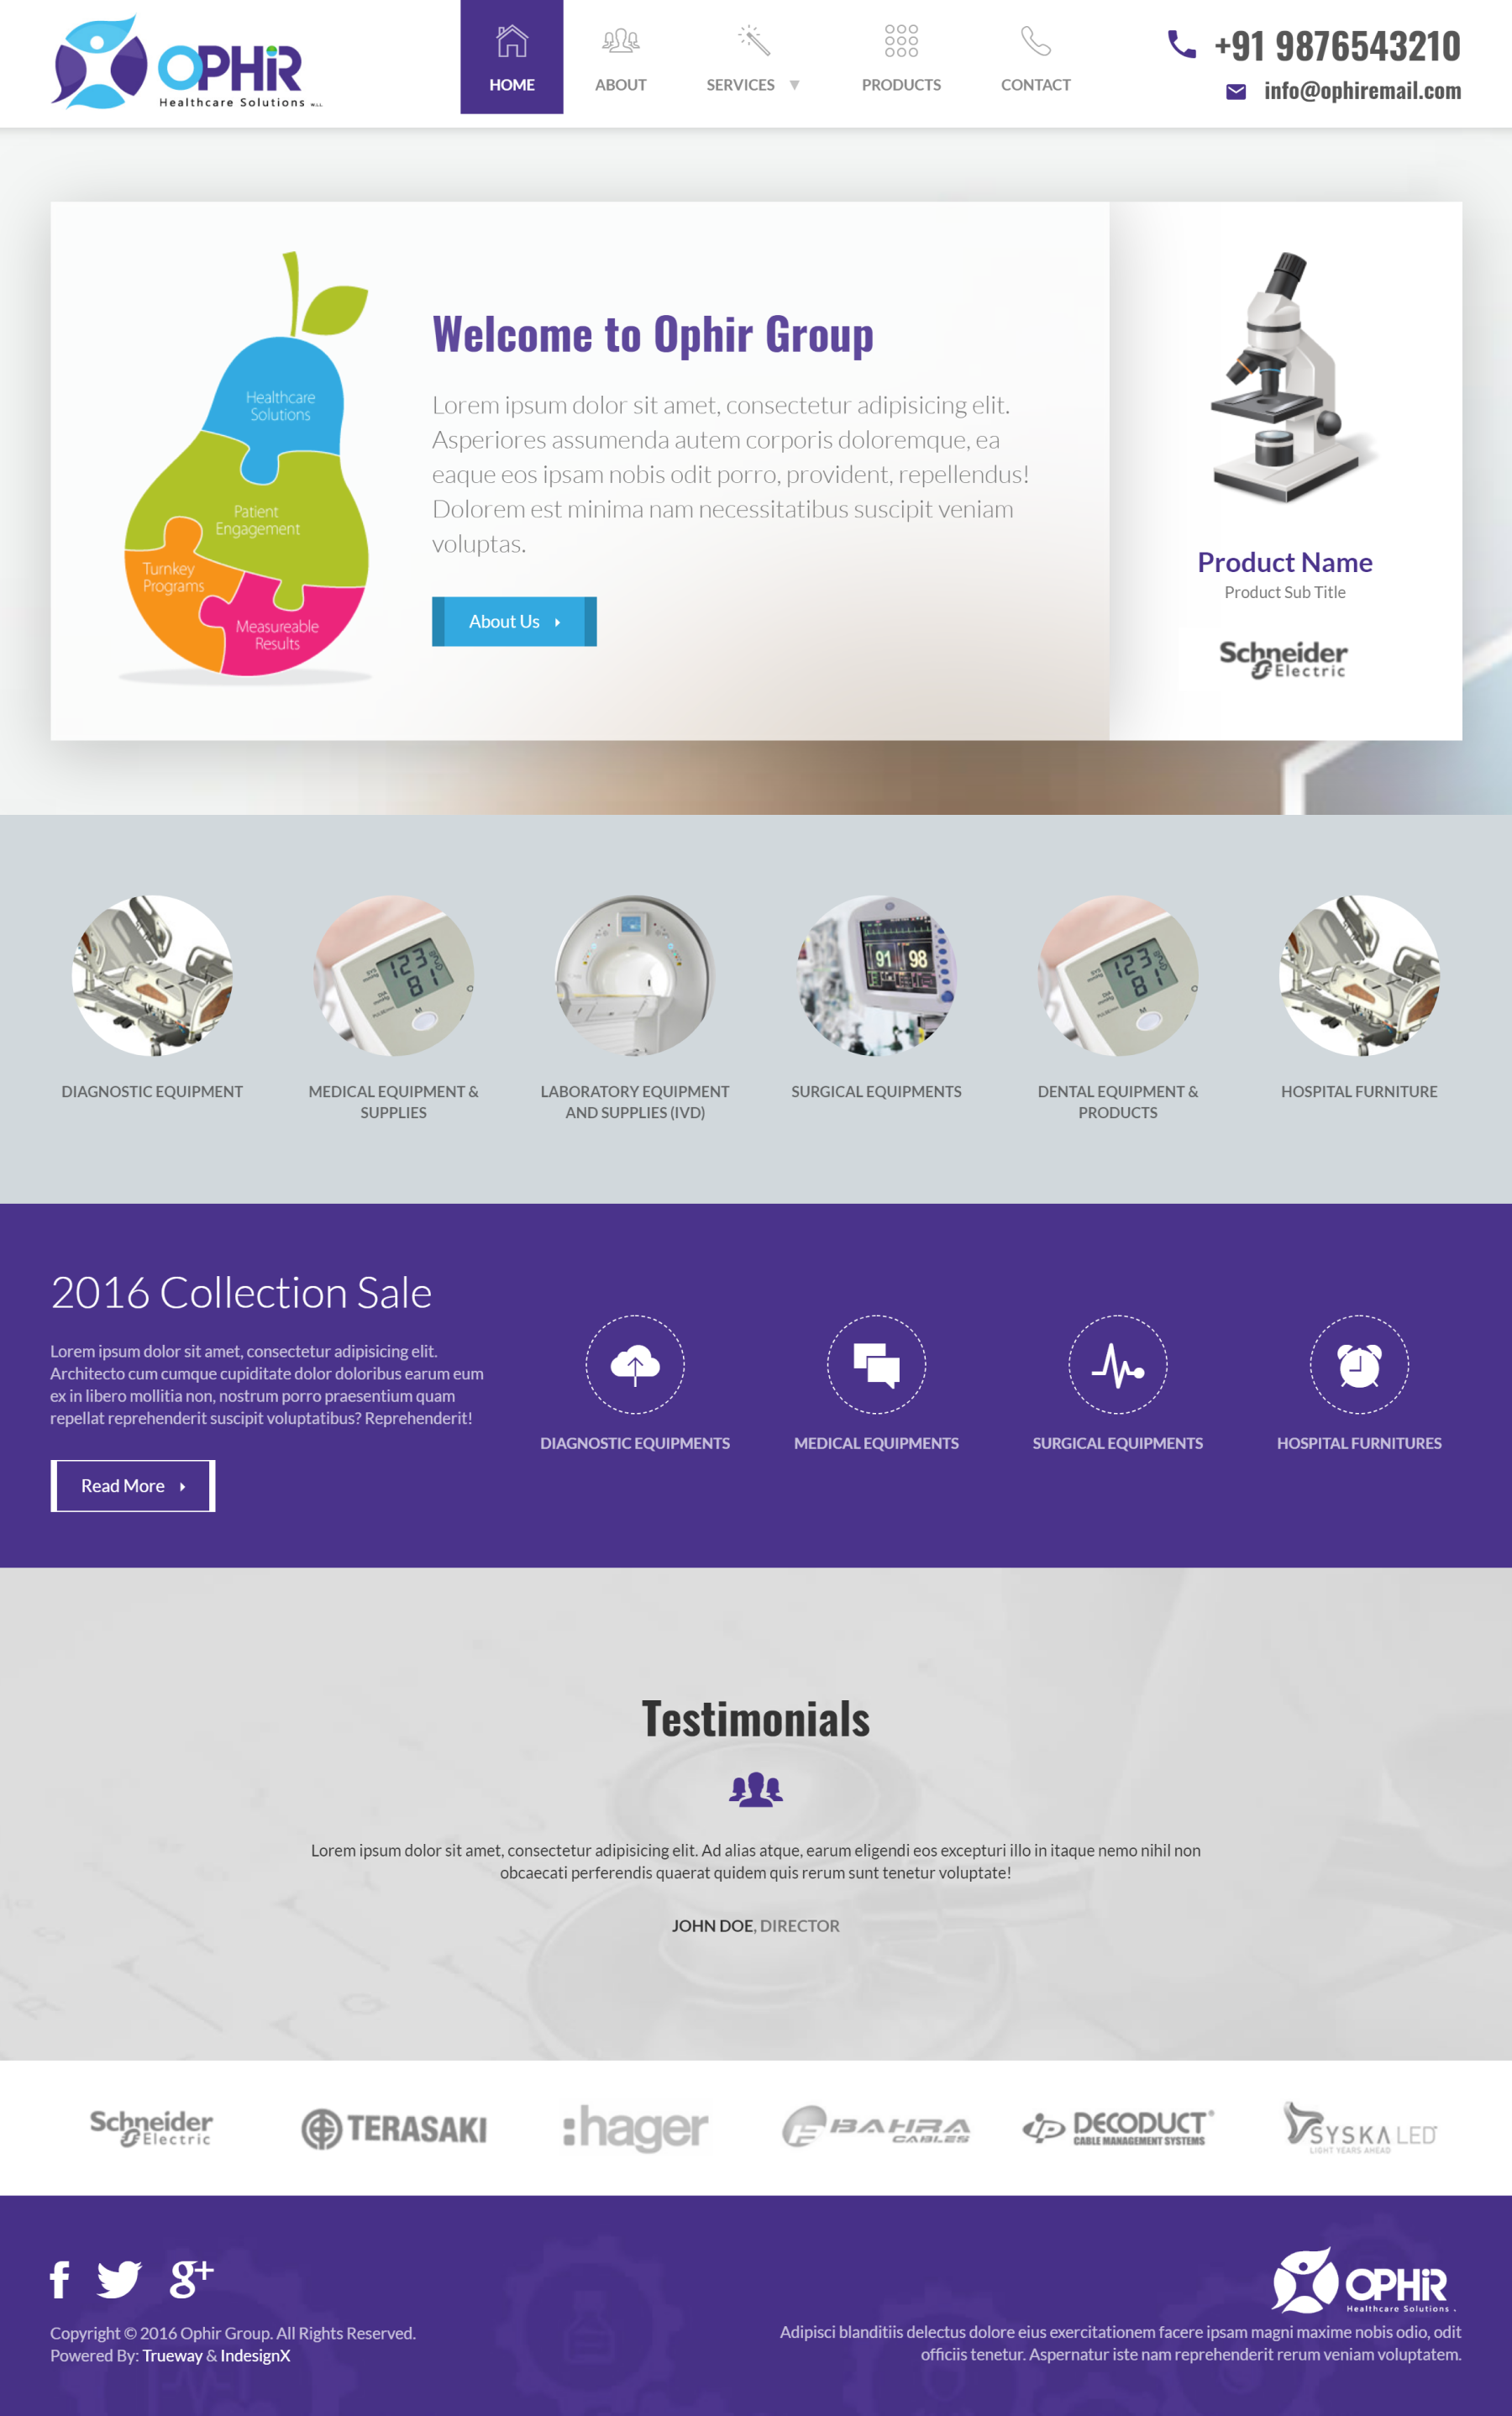 OPHiR
Healthcare Solutions W.L.L
HOME
ABOUT
SERVICES ▼
PRODUCTS
CONTACT
+91 9876543210
info@ophiremail.com
Healthcare
Solutions
Patient
Engagement
Turnkey
Programs
Measureable
Results
Welcome to Ophir Group
Lorem ipsum dolor sit amet, consectetur adipisicing elit.
Asperiores assumenda autem corporis doloremque, ea
eaque eos ipsam nobis odit porro, provident, repellendus!
Dolorem est minima nam necessitatibus suscipit veniam
voluptas.
About Us
Product Name
Product Sub Title
Schneider
Electric
123
81
M
91 98
123
81
M
DIAGNOSTIC EQUIPMENT
MEDICAL EQUIPMENT &
SUPPLIES
LABORATORY EQUIPMENT
AND SUPPLIES (IVD)
SURGICAL EQUIPMENTS
DENTAL EQUIPMENT &
PRODUCTS
HOSPITAL FURNITURE
2016 Collection Sale
Lorem ipsum dolor sit amet, consectetur adipisicing elit.
Architecto cum cumque cupiditate dolor doloribus earum eum
ex in libero mollitia non, nostrum porro praesentium quam
repellat reprehenderit suscipit voluptatibus? Reprehenderit!
Read More
DIAGNOSTIC EQUIPMENTS
MEDICAL EQUIPMENTS
SURGICAL EQUIPMENTS
HOSPITAL FURNITURES
Testimonials
Lorem ipsum dolor sit amet, consectetur adipisicing elit. Ad alias atque, earum eligendi eos excepturi illo in itaque nemo nihil non
obcaecati perferendis quaerat quidem quis rerum sunt tenetur voluptate!
JOHN DOE, DIRECTOR
Schneider
Electric
TERASAKI
:hager
BAHRA
CABLES
DECODUCT®
CABLE MANAGEMENT SYSTEMS
SYSKA LED
LIGHT YEARS AHEAD
f
g+
Copyright © 2016 Ophir Group. All Rights Reserved.
Powered By: Trueway & IndesignX
OPHiR
Healthcare Solutions .
Adipisci blanditiis delectus dolore eius exercitationem facere ipsam magni maxime nobis odio, odit
officiis tenetur. Aspernatur iste nam reprehenderit rerum veniam voluptatem.